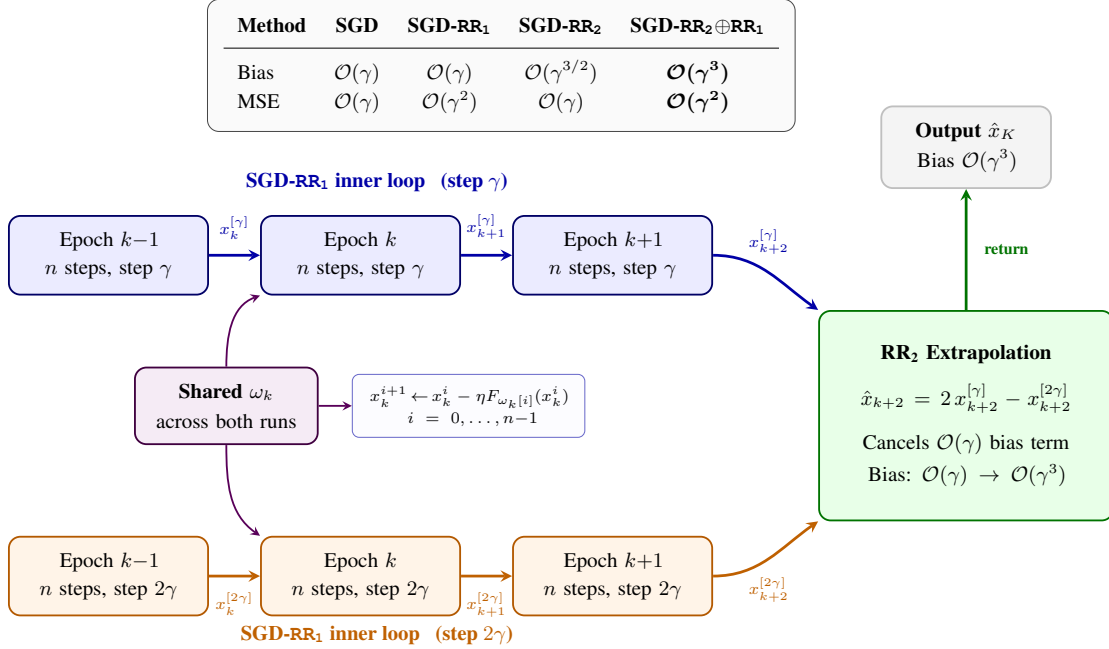 Method SGD SGD-RR₁ SGD-RR₂ SGD-RR₂⊕RR₁
Bias 𝒪(γ) 𝒪(γ) 𝒪(γ^{3/2}) 𝒪(γ³)
MSE 𝒪(γ) 𝒪(γ²) 𝒪(γ) 𝒪(γ²)
Output x̂_K
Bias 𝒪(γ³)
SGD-RR₁ inner loop (step γ)
Epoch k−1
n steps, step γ
x_k^{[γ]}
Epoch k
n steps, step γ
x_{k+1}^{[γ]}
Epoch k+1
n steps, step γ
x_{k+2}^{[γ]}
return
Shared ω_k
across both runs
x_k^{i+1} ← x_k^i − ηF_{ω_k[i]}(x_k^i)
i = 0, . . . , n−1
RR₂ Extrapolation
x̂_{k+2} = 2 x_{k+2}^{[γ]} − x_{k+2}^{[2γ]}
Cancels 𝒪(γ) bias term
Bias: 𝒪(γ) → 𝒪(γ³)
Epoch k−1
n steps, step 2γ
x_k^{[2γ]}
Epoch k
n steps, step 2γ
x_{k+1}^{[2γ]}
Epoch k+1
n steps, step 2γ
x_{k+2}^{[2γ]}
SGD-RR₁ inner loop (step 2γ)